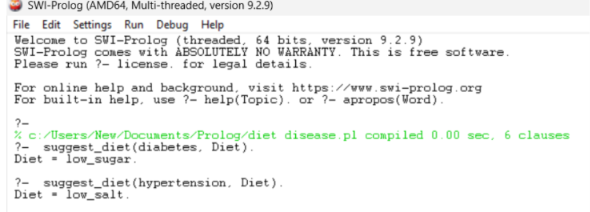 SWI-Prolog (AMD64, Multi-threaded, version 9.2.9)
File Edit Settings Run Debug Help
Welcome to SWI-Prolog (threaded, 64 bits, version 9.2.9)
SWI-Prolog comes with ABSOLUTELY NO WARRANTY. This is free software.
Please run ?- license. for legal details.
For online help and background, visit https://www.swi-prolog.org
For built-in help, use ?- help(Topic). or ?- apropos(Word).
?-
% c:/Users/New/Documents/Prolog/diet disease.pl compiled 0.00 sec, 6 clauses
?- suggest_diet(diabetes, Diet).
Diet = low_sugar.
?- suggest_diet(hypertension, Diet).
Diet = low_salt.